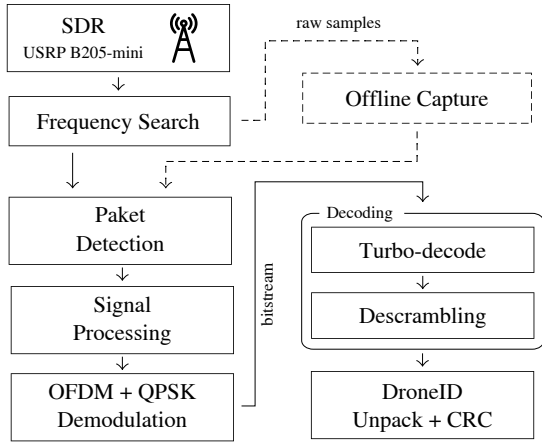 SDR
USRP B205-mini
raw samples
Frequency Search
Offline Capture
Paket
Detection
Signal
Processing
OFDM + QPSK
Demodulation
bitstream
Decoding
Turbo-decode
Descrambling
DroneID
Unpack + CRC